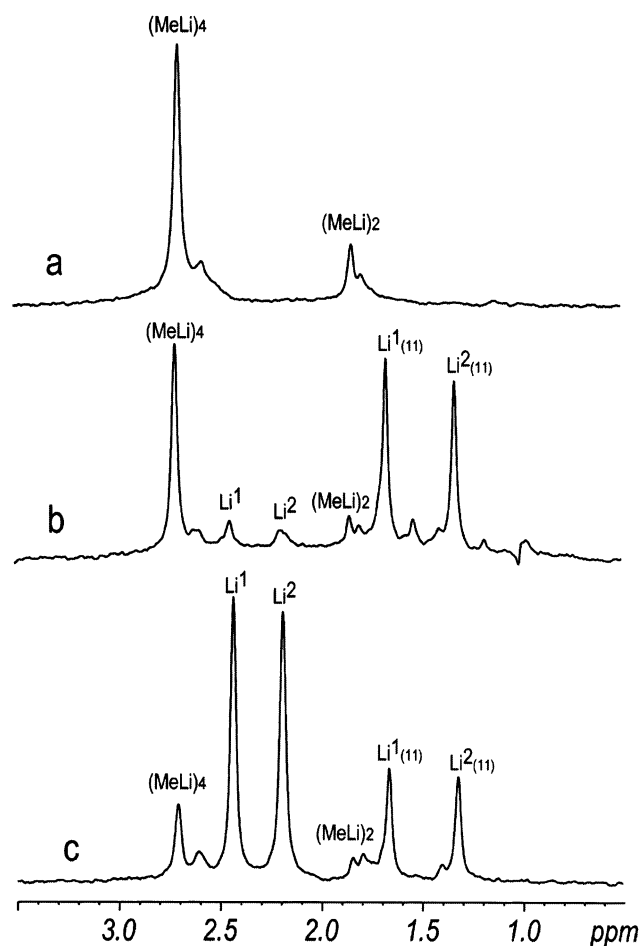 (MeLi)4
(MeLi)2
a
(MeLi)4
Li1(11)
Li2(11)
Li1
Li2
(MeLi)2
b
Li1
Li2
(MeLi)4
Li1(11)
Li2(11)
(MeLi)2
c
3.0 2.5 2.0 1.5 1.0 ppm